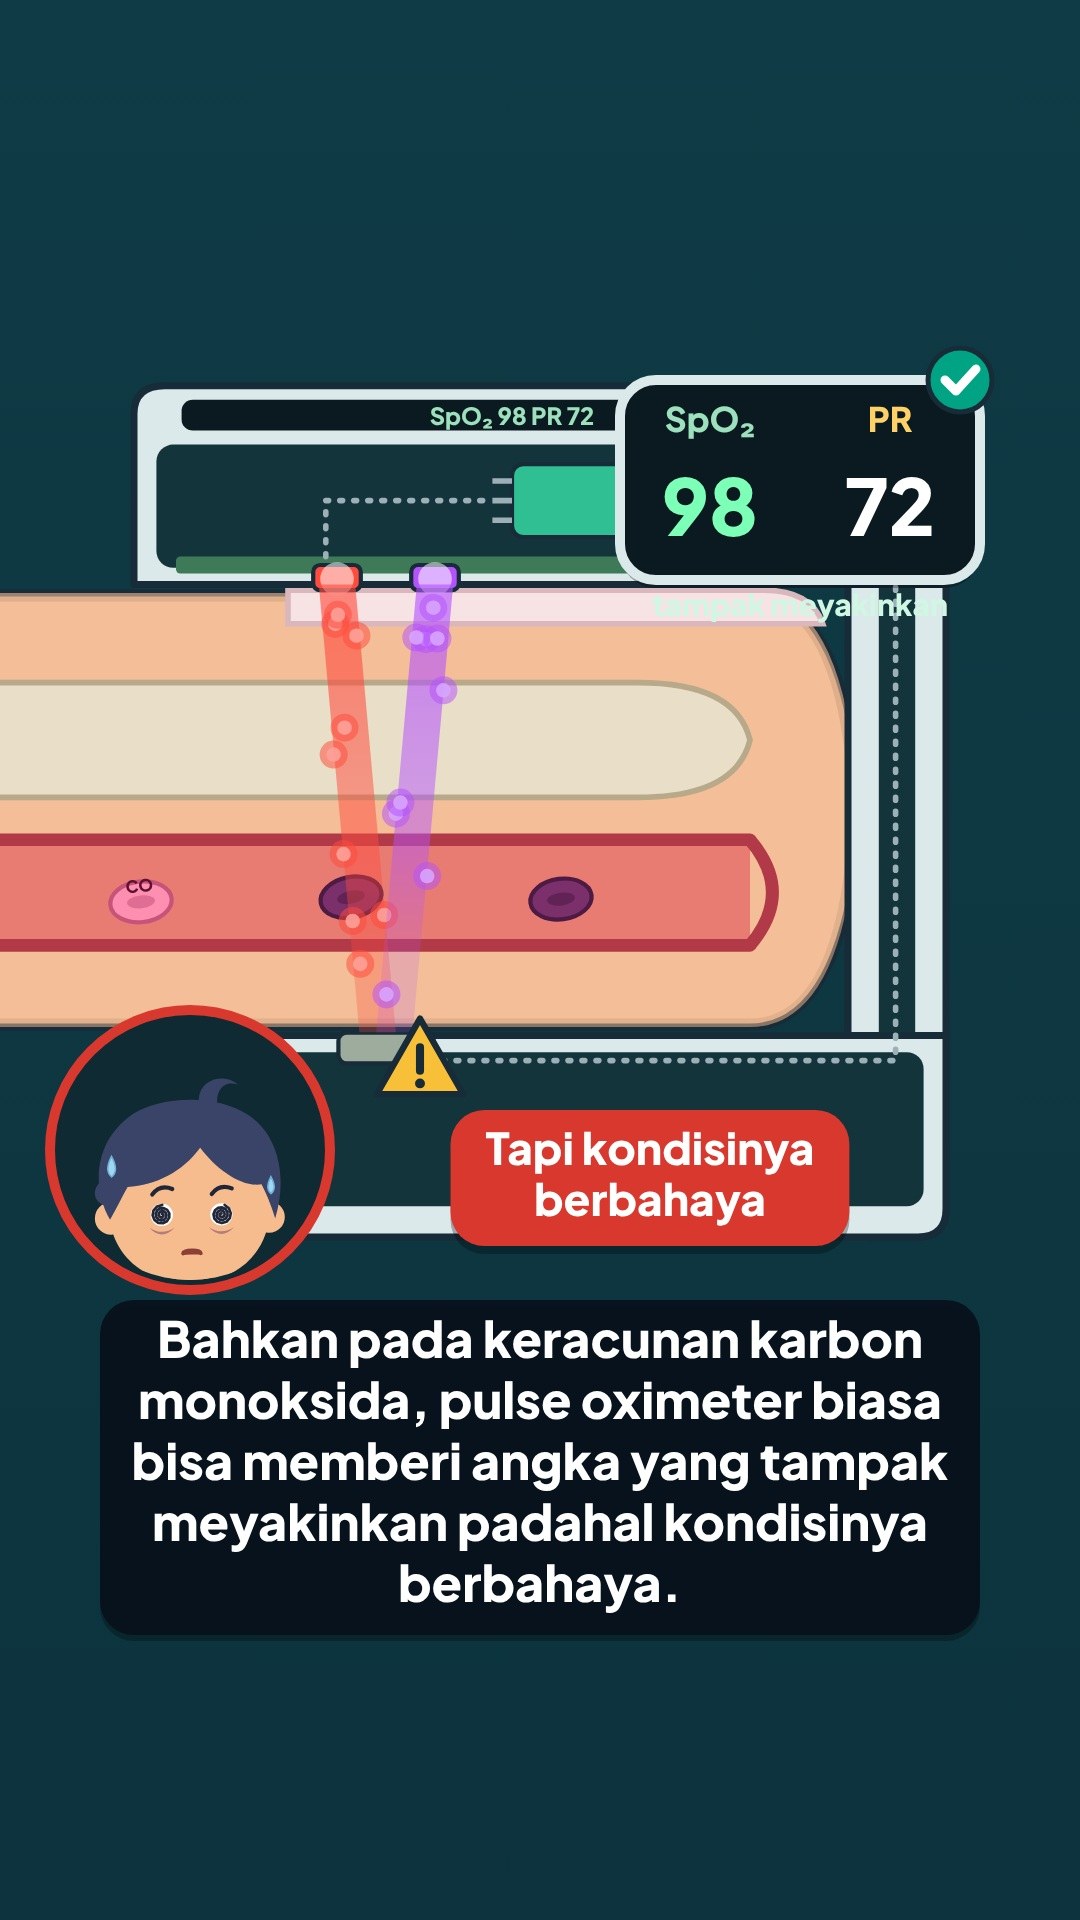 SpO₂ 98 PR 72
SpO₂ PR
98 72
tampak meyakinkan
CO
Tapi kondisinya
berbahaya
Bahkan pada keracunan karbon
monoksida, pulse oximeter biasa
bisa memberi angka yang tampak
meyakinkan padahal kondisinya
berbahaya.